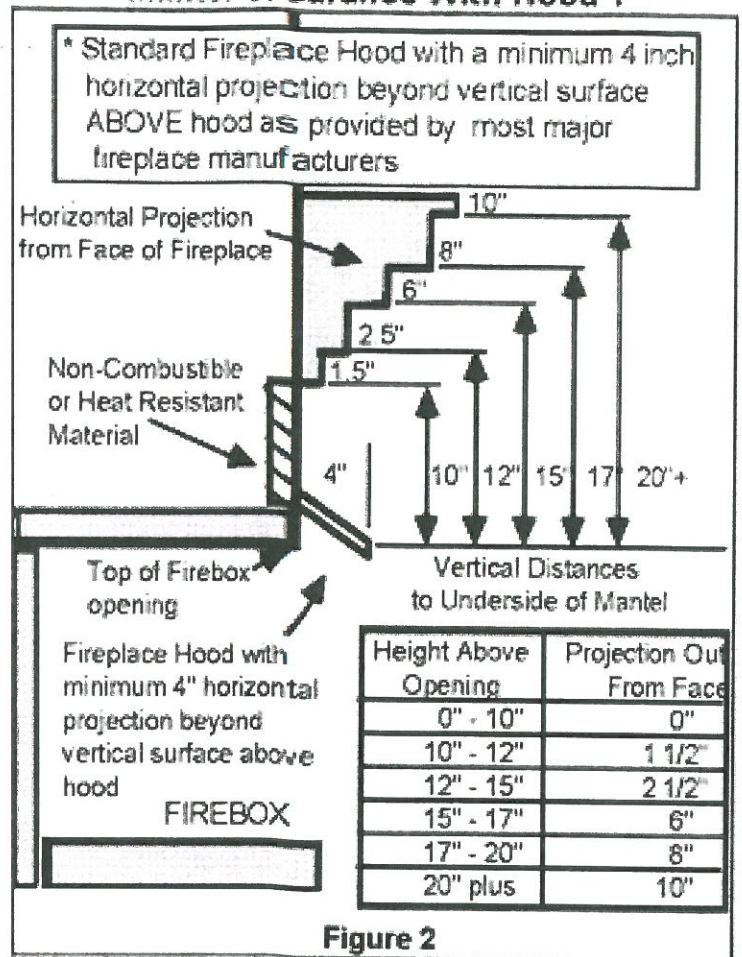 With Hood
* Standard Fireplace Hood with a minimum 4 inch
horizontal projection beyond vertical surface
ABOVE hood as provided by most major
fireplace manufacturers
Horizontal Projection
from Face of Fireplace
10"
8"
6"
2 5"
1.5"
Non-Combustible
or Heat Resistant
Material
4"
10" 12" 15" 17" 20"+
Top of Firebox
opening
Vertical Distances
to Underside of Mantel
Fireplace Hood with
minimum 4" horizontal
projection beyond
vertical surface above
hood
FIREBOX
Height Above Projection Out
Opening From Face
0" - 10" 0"
10" - 12" 1 1/2"
12" - 15" 2 1/2"
15" - 17" 6"
17" - 20" 8"
20" plus 10"
Figure 2